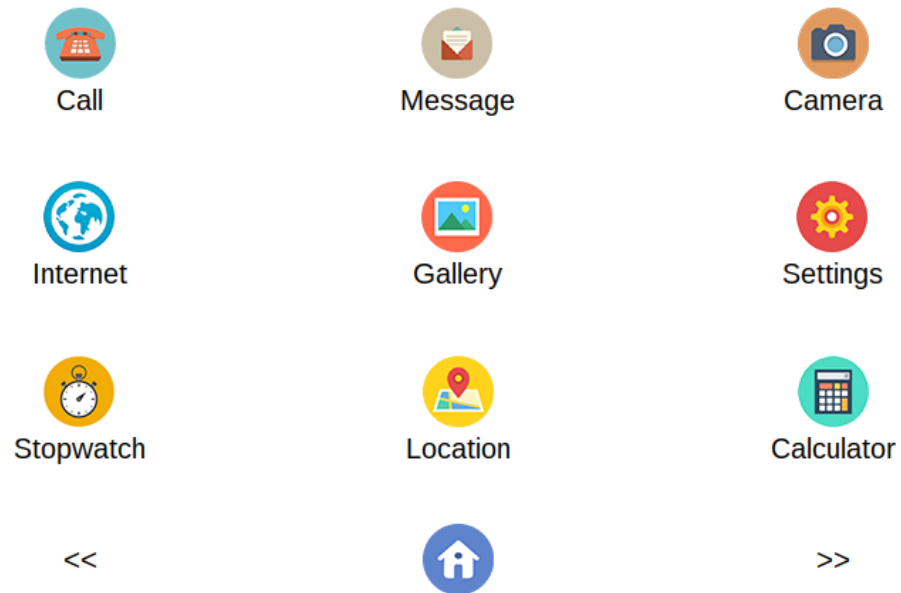 Call Message Camera
Internet Gallery Settings
Stopwatch Location Calculator
<< >>